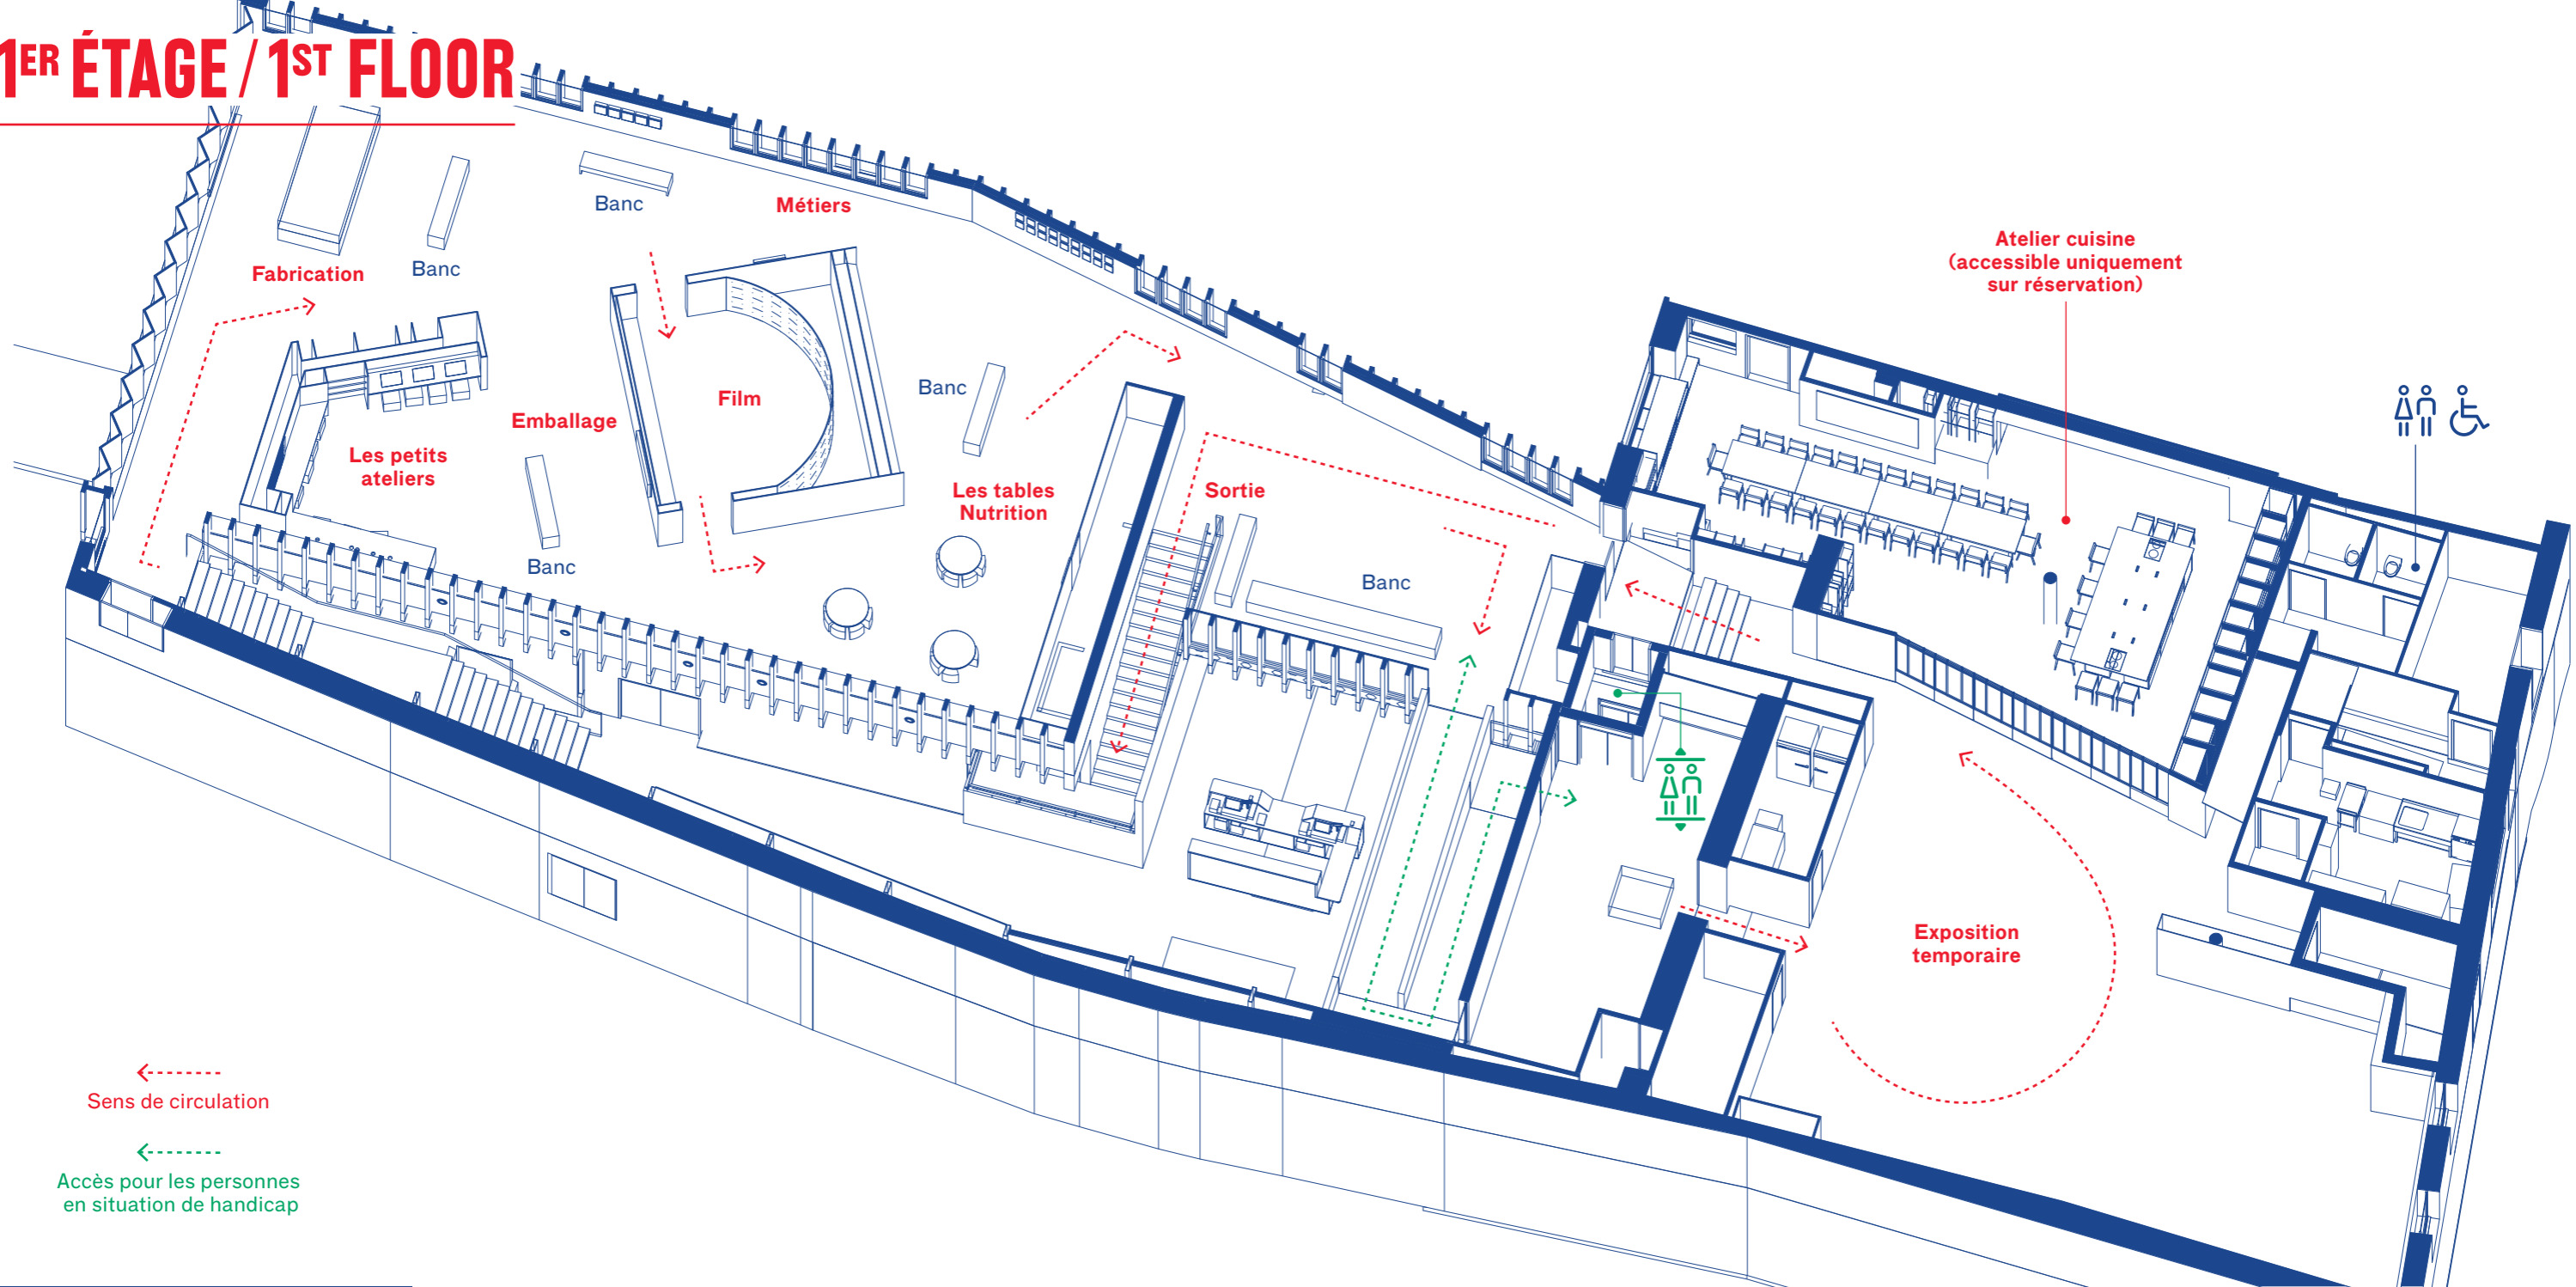 1ER ÉTAGE / 1ST FLOOR
Banc
Métiers
Fabrication
Banc
Atelier cuisine
(accessible uniquement
sur réservation)
Emballage
Film
Banc
Les petits
ateliers
Les tables
Nutrition
Sortie
Banc
Banc
Exposition
temporaire
Sens de circulation
Accès pour les personnes
en situation de handicap